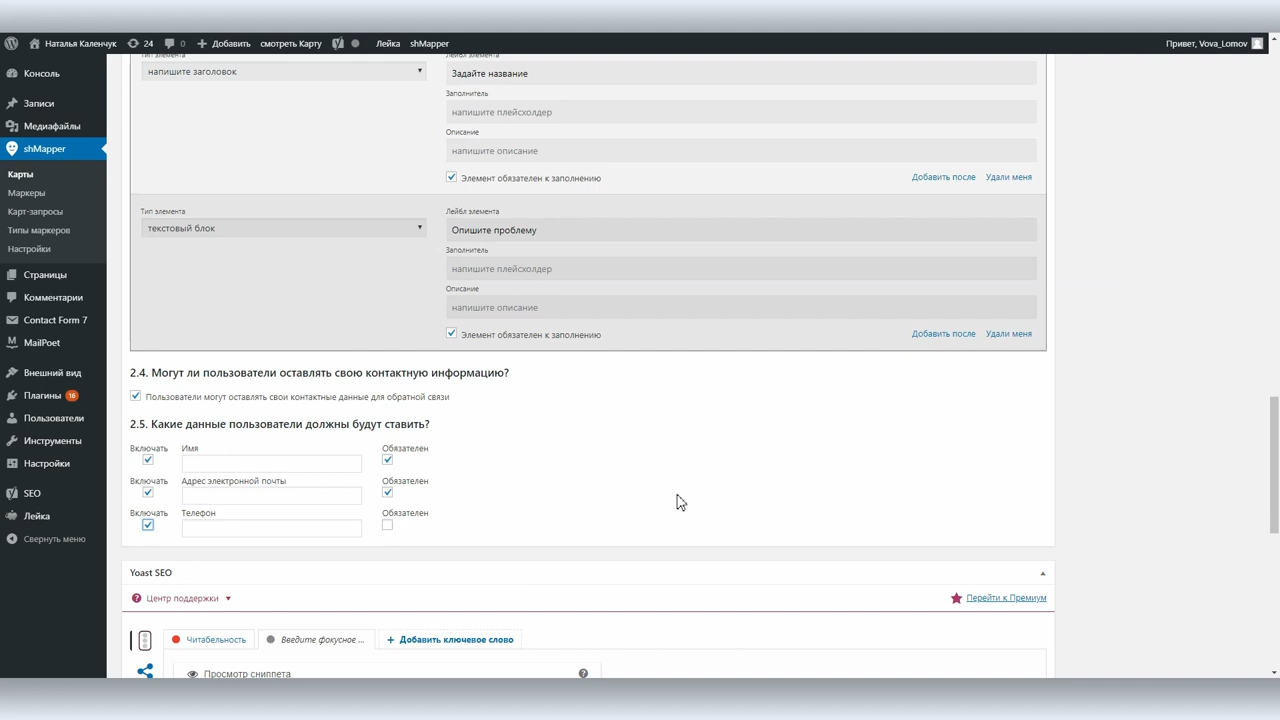 Наталья Каленчук 24 0 Добавить смотреть Карту Лейка shMapper Привет, Vova_Lomov
Консоль
Записи
Медиафайлы
shMapper
Карты
Маркеры
Карт-запросы
Типы маркеров
Настройки
Страницы
Комментарии
Contact Form 7
MailPoet
Внешний вид
Плагины 16
Пользователи
Инструменты
Настройки
SEO
Лейка
Свернуть меню
Тип элемента
напишите заголовок
Лейбл элемента
Задайте название
Заполнитель
напишите плейсхолдер
Описание
напишите описание
Элемент обязателен к заполнению
Добавить после Удали меня
Тип элемента
текстовый блок
Лейбл элемента
Опишите проблему
Заполнитель
напишите плейсхолдер
Описание
напишите описание
Элемент обязателен к заполнению
Добавить после Удали меня
2.4. Могут ли пользователи оставлять свою контактную информацию?
Пользователи могут оставлять свои контактные данные для обратной связи
2.5. Какие данные пользователи должны будут ставить?
Включать Имя Обязателен
Включать Адрес электронной почты Обязателен
Включать Телефон Обязателен
Yoast SEO
Центр поддержки
Перейти к Премиум
Читабельность Введите фокусное ... + Добавить ключевое слово
Просмотр сниппета